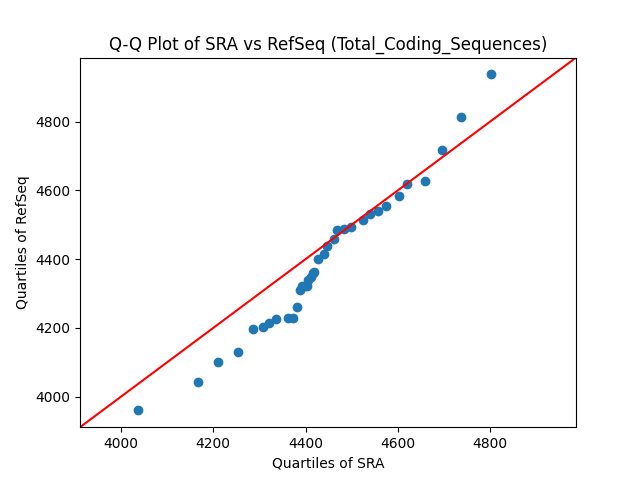 Q-Q Plot of SRA vs RefSeq (Total_Coding_Sequences)
Quartiles of RefSeq
4800
4600
4400
4200
4000
4000 4200 4400 4600 4800
Quartiles of SRA